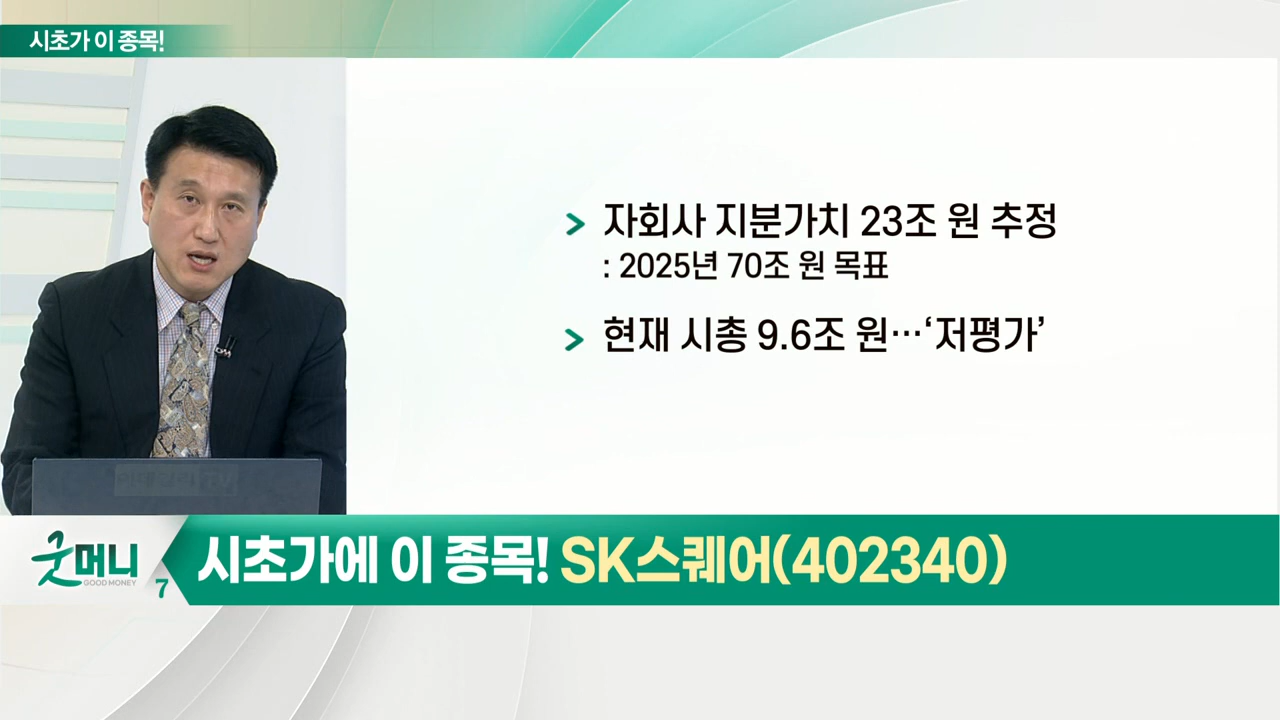 시초가 이 종목!
자회사 지분가치 23조 원 추정
: 2025년 70조 원 목표
현재 시총 9.6조 원…‘저평가’
굿머니
GOOD MONEY
7
시초가에 이 종목! SK스퀘어(402340)